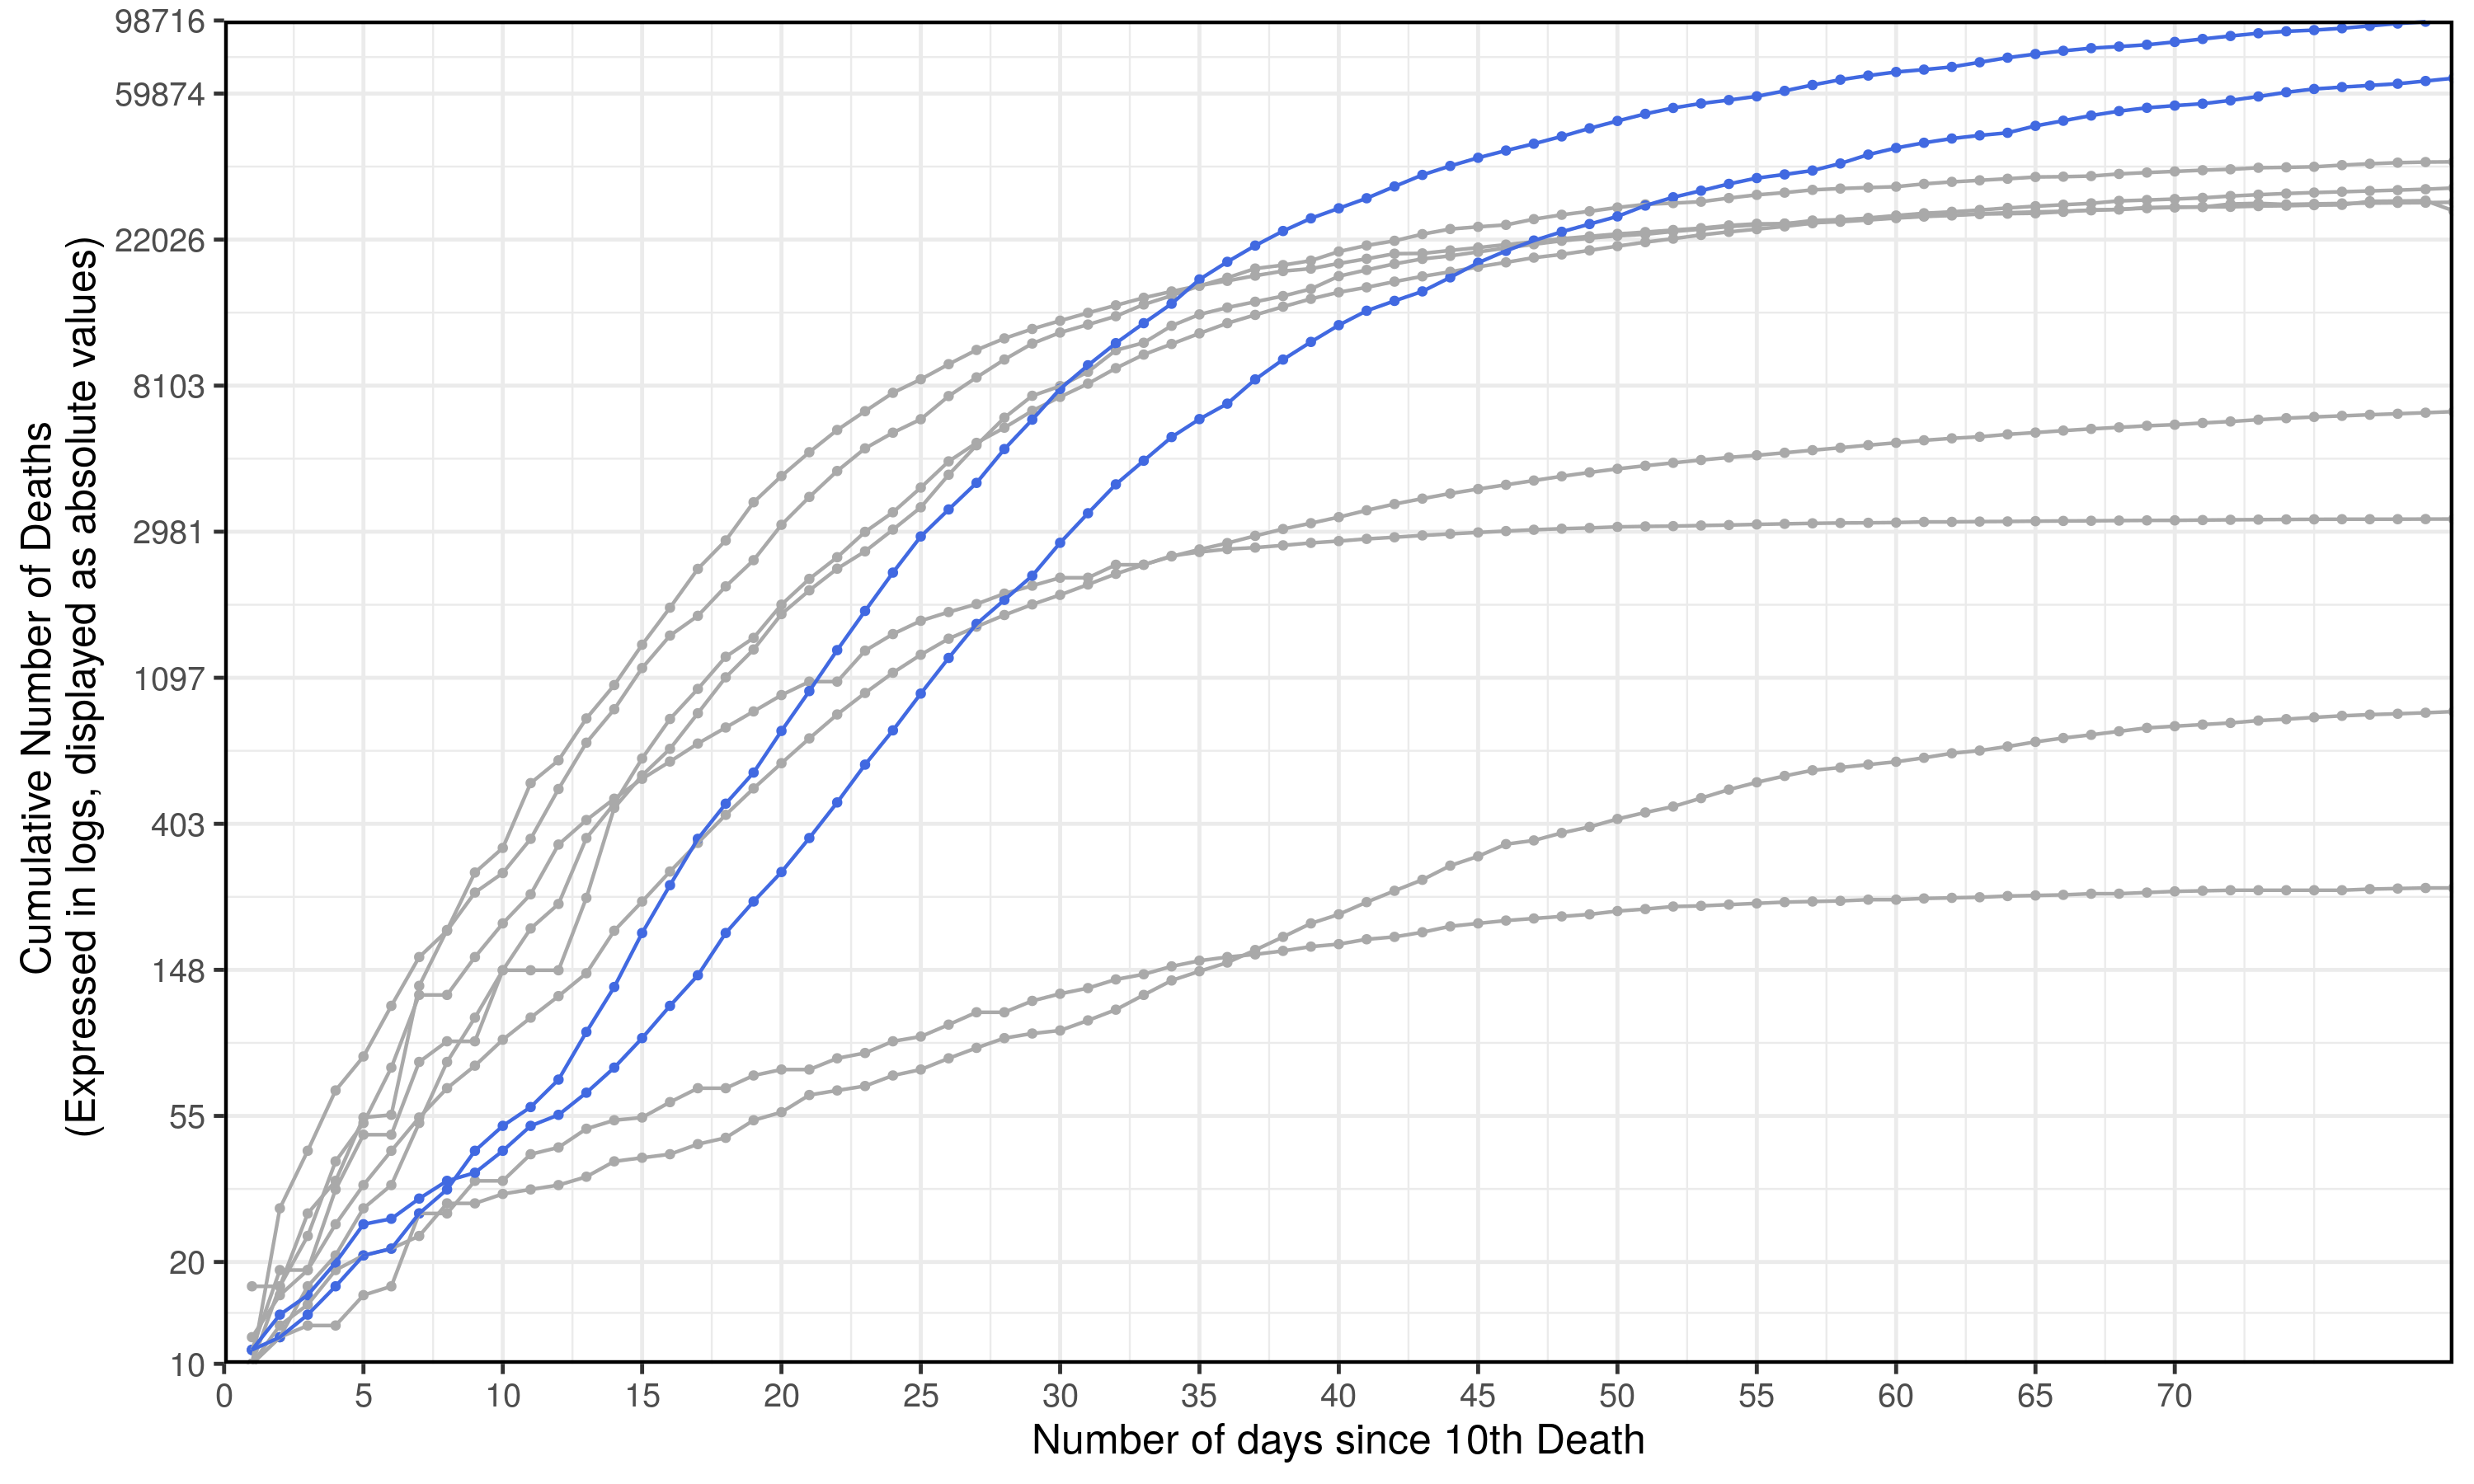 98716
59874
22026
8103
2981
1097
403
148
55
20
10
Cumulative Number of Deaths
(Expressed in logs, displayed as absolute values)
0 5 10 15 20 25 30 35 40 45 50 55 60 65 70
Number of days since 10th Death